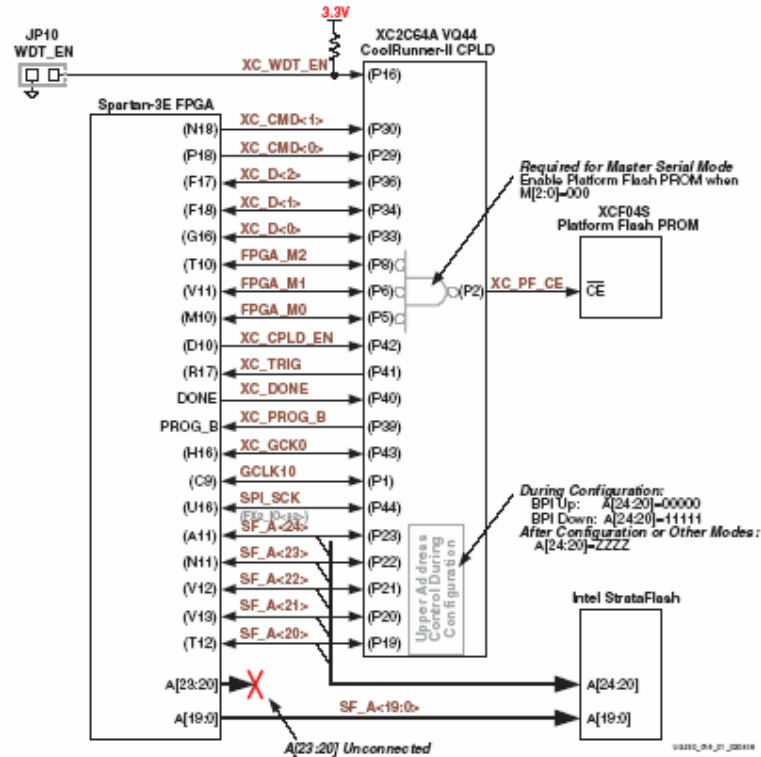 3.3V
JP10
WDT_EN
XC2C64A VQ44
CoolRunner-II CPLD
XC_WDT_EN
(P16)
Spartan-3E FPGA
(N18) XC_CMD<1> (P30)
(P18) XC_CMD<0> (P29)
(F17) XC_D<2> (P36)
(F18) XC_D<1> (P34)
(G16) XC_D<0> (P33)
(T10) FPGA_M2 (P8)
(V11) FPGA_M1 (P6)
(M10) FPGA_M0 (P5)
(P2) XC_PF_CE
(D10) XC_CPLD_EN (P42)
(R17) XC_TRIG (P41)
DONE XC_DONE (P40)
PROG_B XC_PROG_B (P39)
(H16) XC_GCK0 (P43)
(C9) GCLK10 (P1)
(U16) SPI_SCK (P44)
(A11) SF_A<24> (P23)
(N11) SF_A<23> (P22)
(V12) SF_A<22> (P21)
(V13) SF_A<21> (P20)
(T12) SF_A<20> (P19)
A[23:20]
A[19:0] SF_A<19:0>
A[23:20] Unconnected
Upper Address
Control During
Configuration
Required for Master Serial Mode
Enable Platform Flash PROM when
M[2:0]=000
XCF04S
Platform Flash PROM
CE
During Configuration:
BPI Up: A[24:20]=00000
BPI Down: A[24:20]=11111
After Configuration or Other Modes:
A[24:20]=ZZZZ
Intel StrataFlash
A[24:20]
A[19:0]